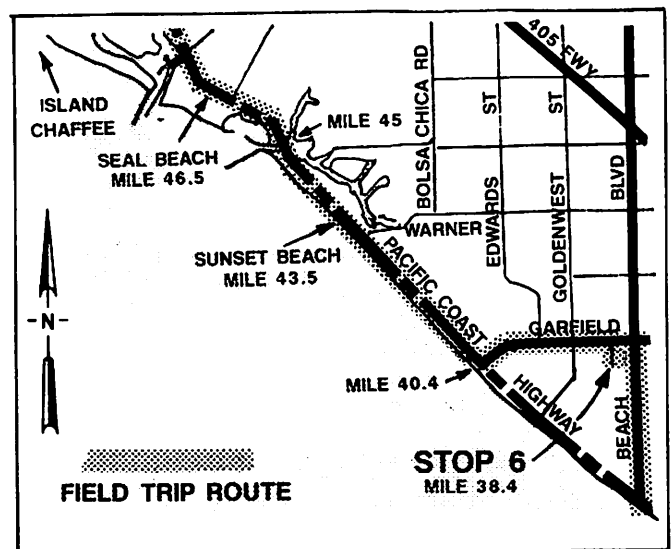 405 FWY
ISLAND
CHAFFEE
MILE 45
BOLSA CHICA RD
EDWARDS
ST
GOLDENWEST
ST
BEACH
BLVD
SEAL BEACH
MILE 46.5
WARNER
SUNSET BEACH
MILE 43.5
PACIFIC COAST
HIGHWAY
GARFIELD
-N-
MILE 40.4
STOP 6
MILE 38.4
FIELD TRIP ROUTE